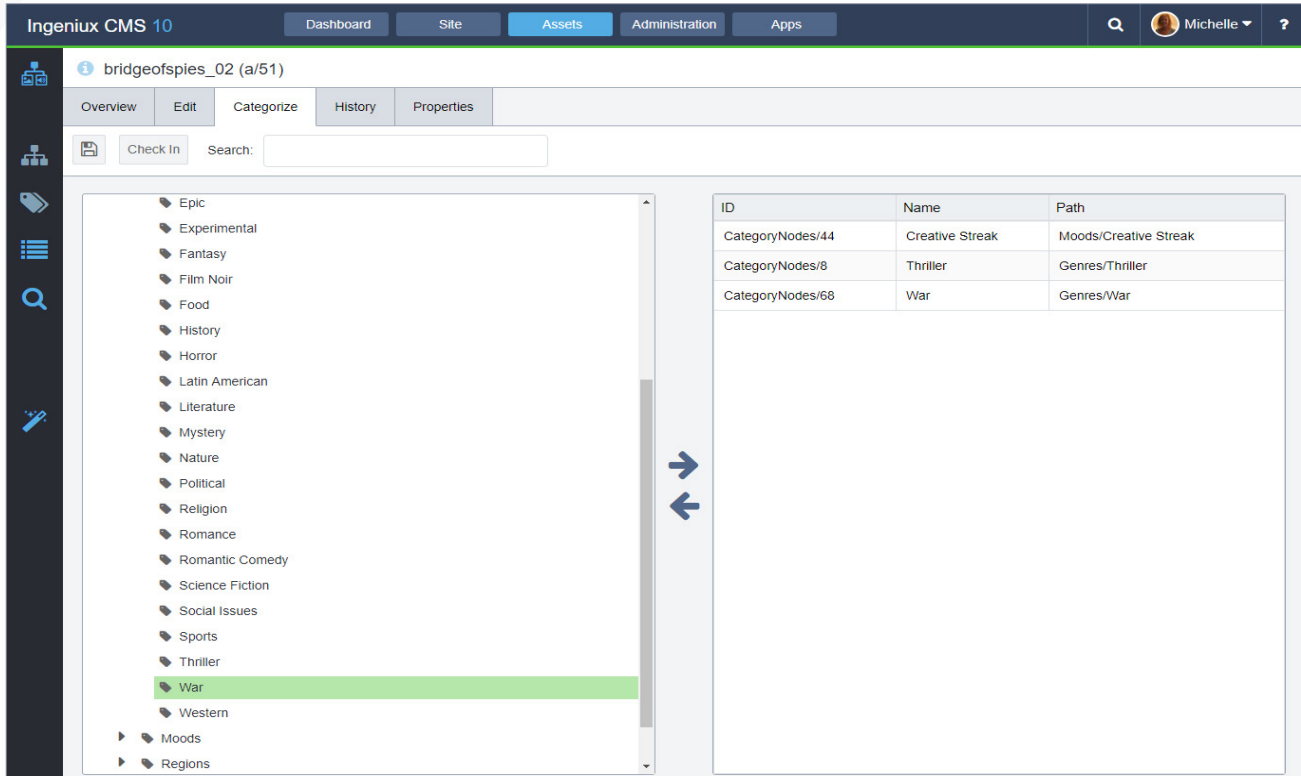 Ingeniux CMS 10 Dashboard Site Assets Administration Apps Michelle ?
bridgeofspies_02 (a/51)
Overview Edit Categorize History Properties
Check In Search:
Epic
Experimental
Fantasy
Film Noir
Food
History
Horror
Latin American
Literature
Mystery
Nature
Political
Religion
Romance
Romantic Comedy
Science Fiction
Social Issues
Sports
Thriller
War
Western
Moods
Regions
ID Name Path
CategoryNodes/44 Creative Streak Moods/Creative Streak
CategoryNodes/8 Thriller Genres/Thriller
CategoryNodes/68 War Genres/War